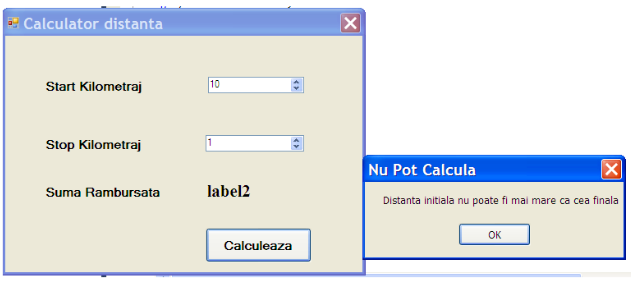 Calculator distanta
Start Kilometraj
10
Stop Kilometraj
1
Suma Rambursata
label2
Calculeaza
Nu Pot Calcula
Distanta initiala nu poate fi mai mare ca cea finala
OK